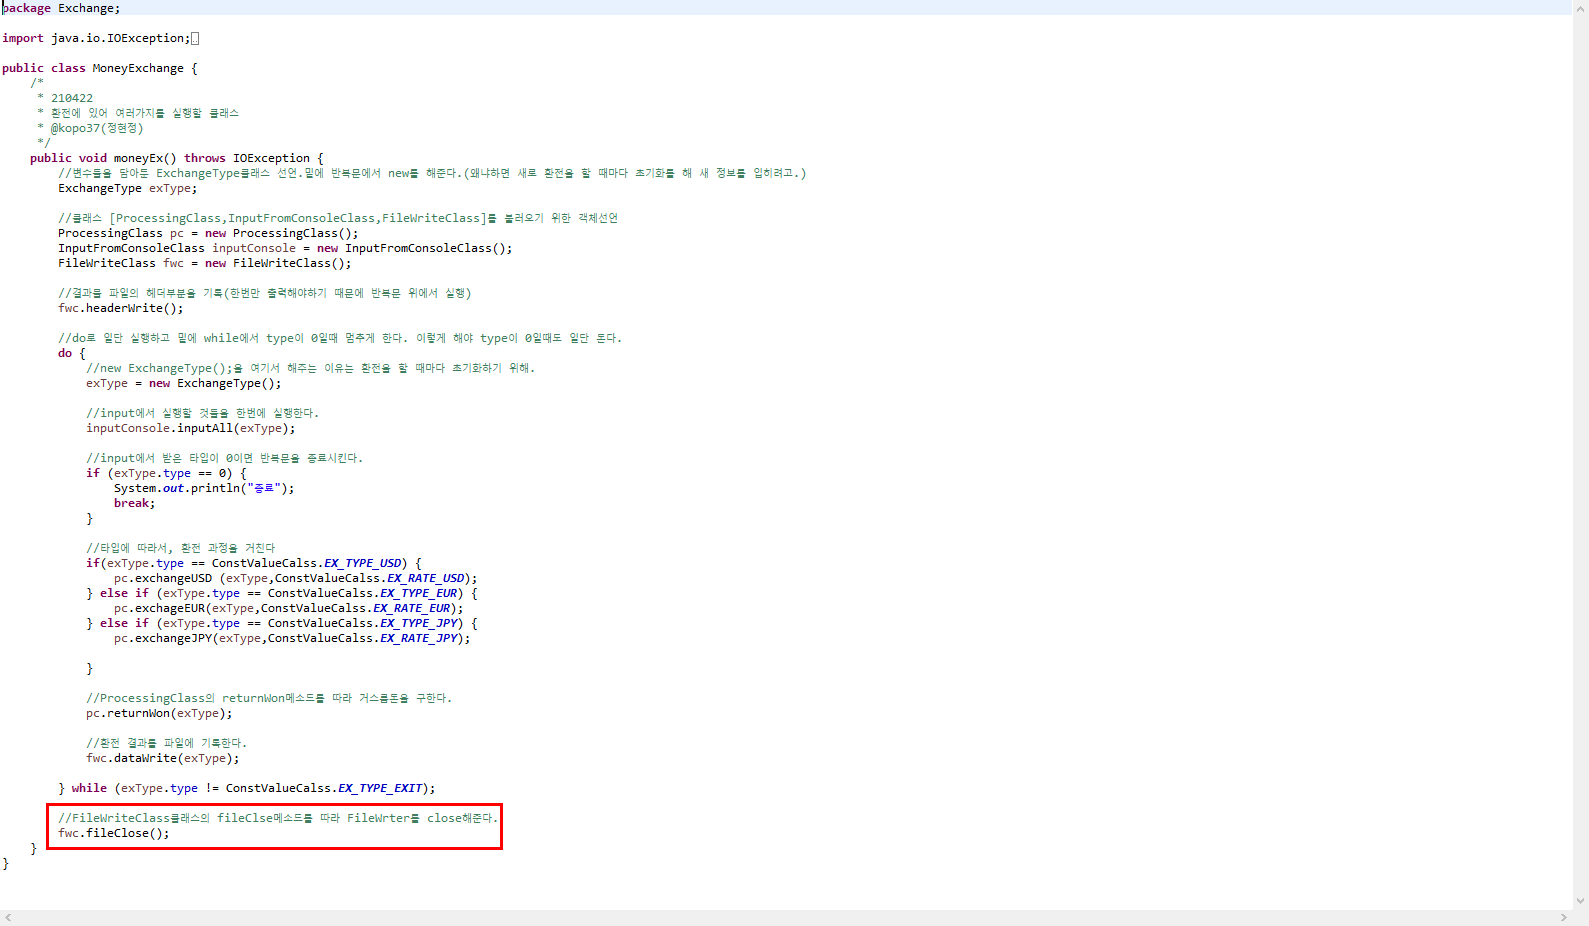 package Exchange;
import java.io.IOException;
public class MoneyExchange {
/*
* 210422
* 환전에 있어 여러가지를 실행할 클래스
* @kopo37(정현정)
*/
public void moneyEx() throws IOException {
//변수들을 담아둔 ExchangeType클래스 선언.밑에 반복문에서 new를 해준다.(왜냐하면 새로 환전을 할 때마다 초기화를 해 새 정보를 입히려고.)
ExchangeType exType;
//클래스 [ProcessingClass,InputFromConsoleClass,FileWriteClass]를 불러오기 위한 객체선언
ProcessingClass pc = new ProcessingClass();
InputFromConsoleClass inputConsole = new InputFromConsoleClass();
FileWriteClass fwc = new FileWriteClass();
//결과물 파일의 헤더부분을 기록(한번만 출력해야하기 때문에 반복문 위에서 실행)
fwc.headerWrite();
//do로 일단 실행하고 밑에 while에서 type이 0일때 멈추게 한다. 이렇게 해야 type이 0일때도 일단 돈다.
do {
//new ExchangeType();을 여기서 해주는 이유는 환전을 할 때마다 초기화하기 위해.
exType = new ExchangeType();
//input에서 실행할 것들을 한번에 실행한다.
inputConsole.inputAll(exType);
//input에서 받은 타입이 0이면 반복문을 종료시킨다.
if (exType.type == 0) {
System.out.println("종료");
break;
}
//타입에 따라서, 환전 과정을 거친다
if(exType.type == ConstValueCalss.EX_TYPE_USD) {
pc.exchangeUSD (exType,ConstValueCalss.EX_RATE_USD);
} else if (exType.type == ConstValueCalss.EX_TYPE_EUR) {
pc.exchageEUR(exType,ConstValueCalss.EX_RATE_EUR);
} else if (exType.type == ConstValueCalss.EX_TYPE_JPY) {
pc.exchangeJPY(exType,ConstValueCalss.EX_RATE_JPY);
}
//ProcessingClass의 returnWon메소드를 따라 거스름돈을 구한다.
pc.returnWon(exType);
//환전 결과를 파일에 기록한다.
fwc.dataWrite(exType);
} while (exType.type != ConstValueCalss.EX_TYPE_EXIT);
//FileWriteClass클래스의 fileClse메소드를 따라 FileWrter를 close해준다.
fwc.fileClose();
}
}